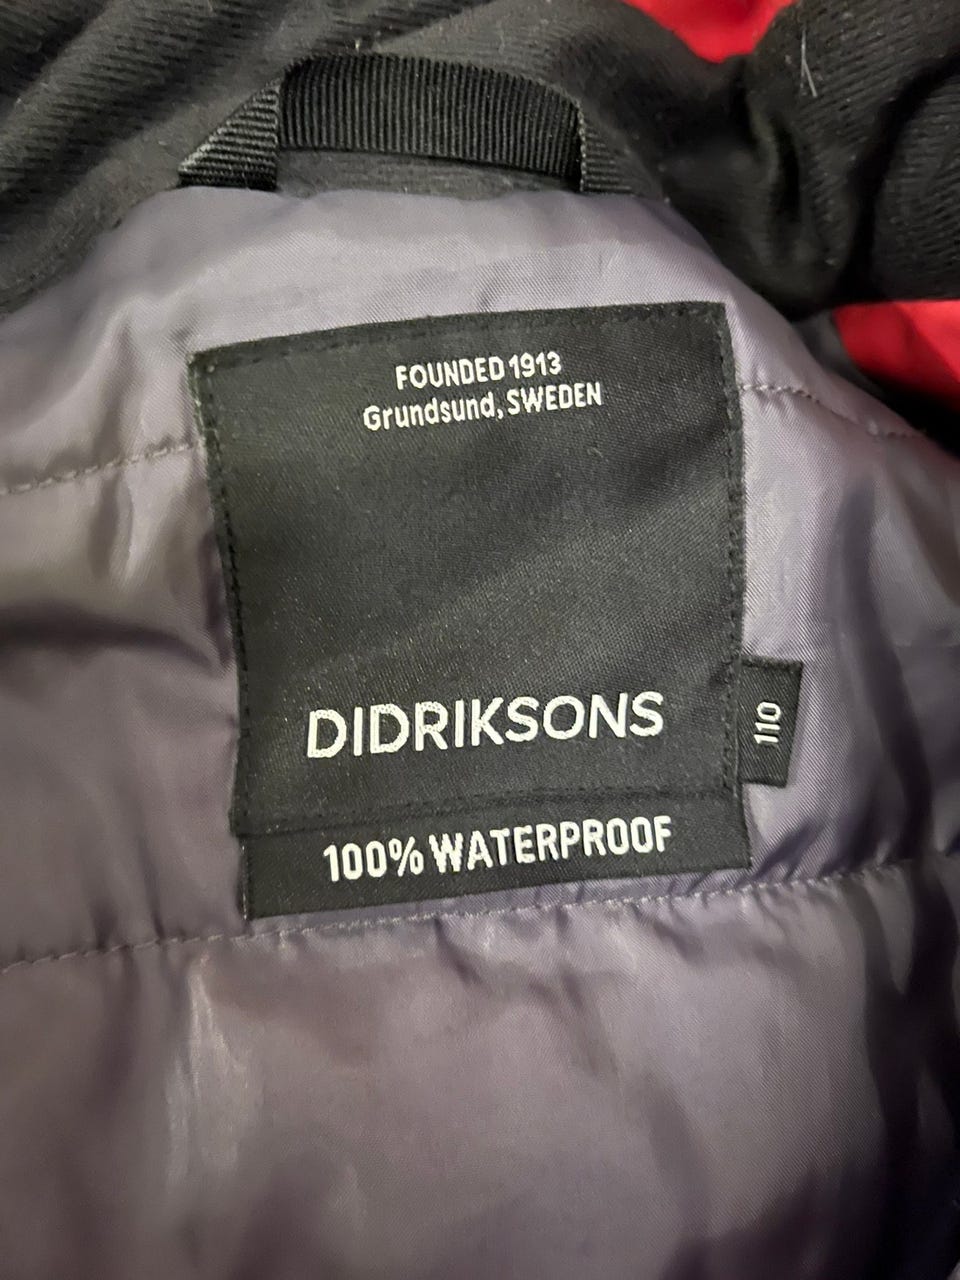 FOUNDED 1913
Grundsund, SWEDEN
DIDRIKSONS
110
100% WATERPROOF